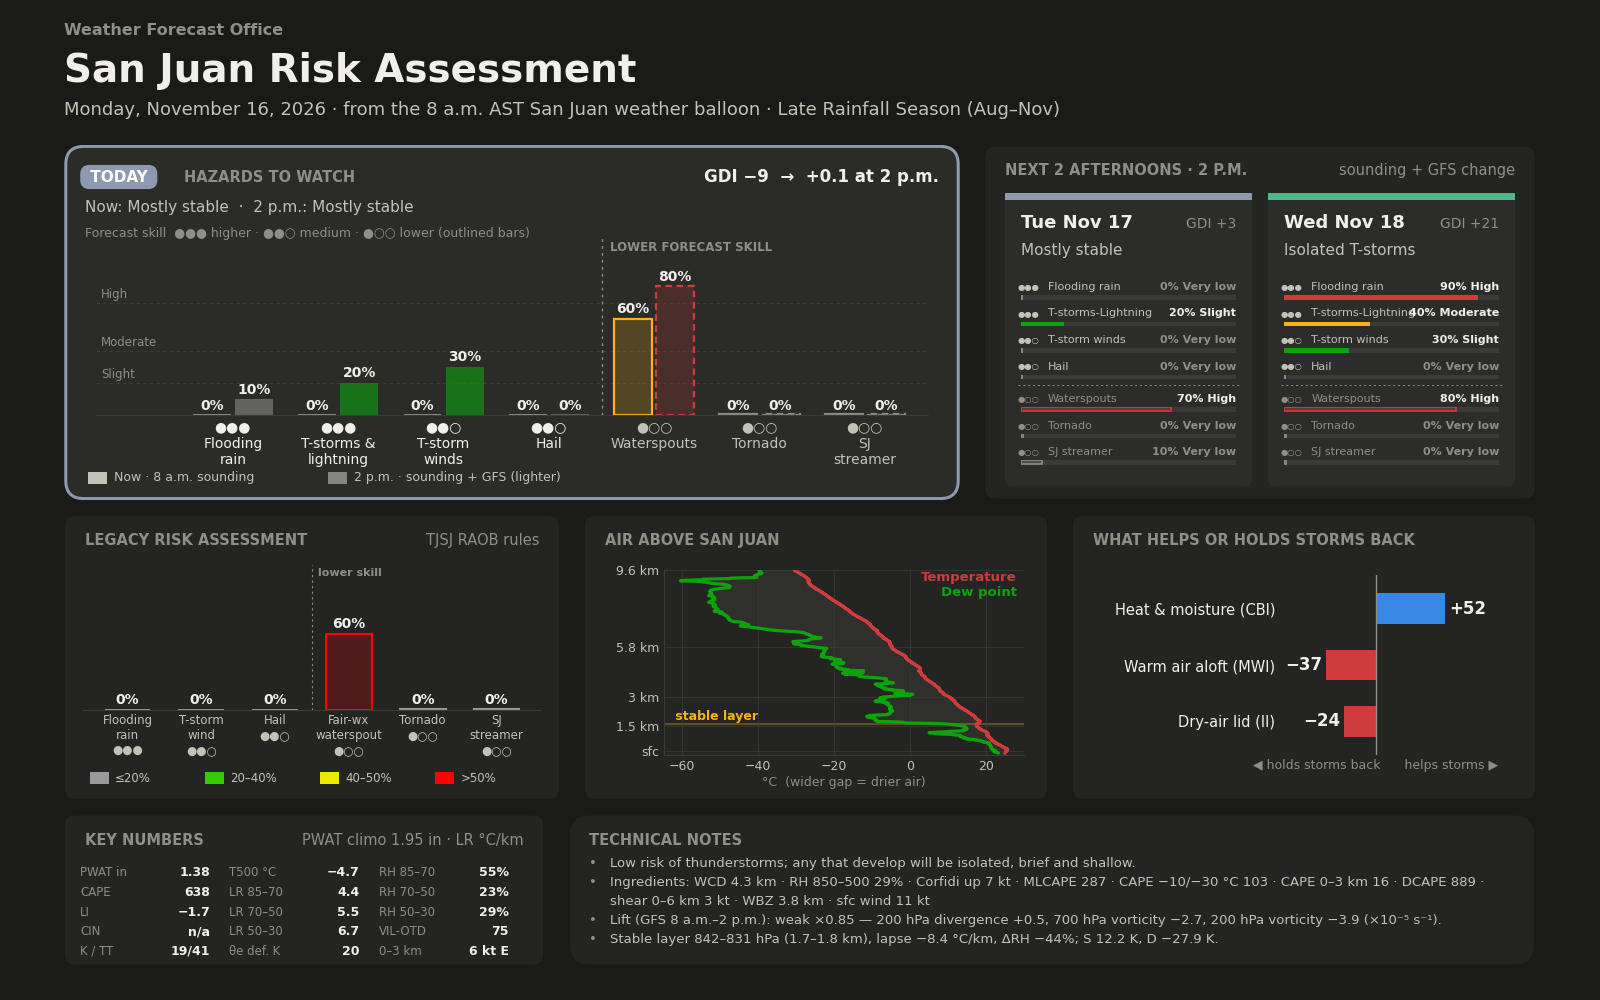 Weather Forecast Office
San Juan Risk Assessment
Monday, November 16, 2026 · from the 8 a.m. AST San Juan weather balloon · Late Rainfall Season (Aug–Nov)
TODAY HAZARDS TO WATCH GDI −9 → +0.1 at 2 p.m.
Now: Mostly stable · 2 p.m.: Mostly stable
Forecast skill ●●● higher · ●●○ medium · ●○○ lower (outlined bars)
LOWER FORECAST SKILL
High
Moderate
Slight
0% 10% 0% 20% 0% 30% 0% 0% 60% 80% 0% 0% 0% 0%
●●● ●●● ●●○ ●●○ ●○○ ●○○ ●○○
Flooding T-storms & T-storm Hail Waterspouts Tornado SJ
rain lightning winds streamer
Now · 8 a.m. sounding 2 p.m. · sounding + GFS (lighter)
NEXT 2 AFTERNOONS · 2 P.M. sounding + GFS change
Tue Nov 17 GDI +3
Mostly stable
●●● Flooding rain 0% Very low
●●● T-storms-Lightning 20% Slight
●●○ T-storm winds 0% Very low
●●○ Hail 0% Very low
●○○ Waterspouts 70% High
●○○ Tornado 0% Very low
●○○ SJ streamer 10% Very low
Wed Nov 18 GDI +21
Isolated T-storms
●●● Flooding rain 90% High
●●● T-storms-Lightning 40% Moderate
●●○ T-storm winds 30% Slight
●●○ Hail 0% Very low
●○○ Waterspouts 80% High
●○○ Tornado 0% Very low
●○○ SJ streamer 0% Very low
LEGACY RISK ASSESSMENT TJSJ RAOB rules
lower skill
0% 0% 0% 60% 0% 0%
Flooding T-storm Hail Fair-wx Tornado SJ
rain wind ●●○ waterspout ●○○ streamer
●●● ●●○ ●○○ ●○○
≤20% 20–40% 40–50% >50%
AIR ABOVE SAN JUAN
9.6 km
5.8 km
3 km
1.5 km
sfc
Temperature
Dew point
stable layer
−60 −40 −20 0 20
°C (wider gap = drier air)
WHAT HELPS OR HOLDS STORMS BACK
Heat & moisture (CBI) +52
Warm air aloft (MWI) −37
Dry-air lid (II) −24
◀ holds storms back helps storms ▶
KEY NUMBERS PWAT climo 1.95 in · LR °C/km
PWAT in 1.38 T500 °C −4.7 RH 85–70 55%
CAPE 638 LR 85–70 4.4 RH 70–50 23%
LI −1.7 LR 70–50 5.5 RH 50–30 29%
CIN n/a LR 50–30 6.7 VIL-OTD 75
K / TT 19/41 θe def. K 20 0–3 km 6 kt E
TECHNICAL NOTES
• Low risk of thunderstorms; any that develop will be isolated, brief and shallow.
• Ingredients: WCD 4.3 km · RH 850–500 29% · Corfidi up 7 kt · MLCAPE 287 · CAPE −10/−30 °C 103 · CAPE 0–3 km 16 · DCAPE 889 ·
shear 0–6 km 3 kt · WBZ 3.8 km · sfc wind 11 kt
• Lift (GFS 8 a.m.–2 p.m.): weak ×0.85 — 200 hPa divergence +0.5, 700 hPa vorticity −2.7, 200 hPa vorticity −3.9 (×10⁻⁵ s⁻¹).
• Stable layer 842–831 hPa (1.7–1.8 km), lapse −8.4 °C/km, ΔRH −44%; S 12.2 K, D −27.9 K.